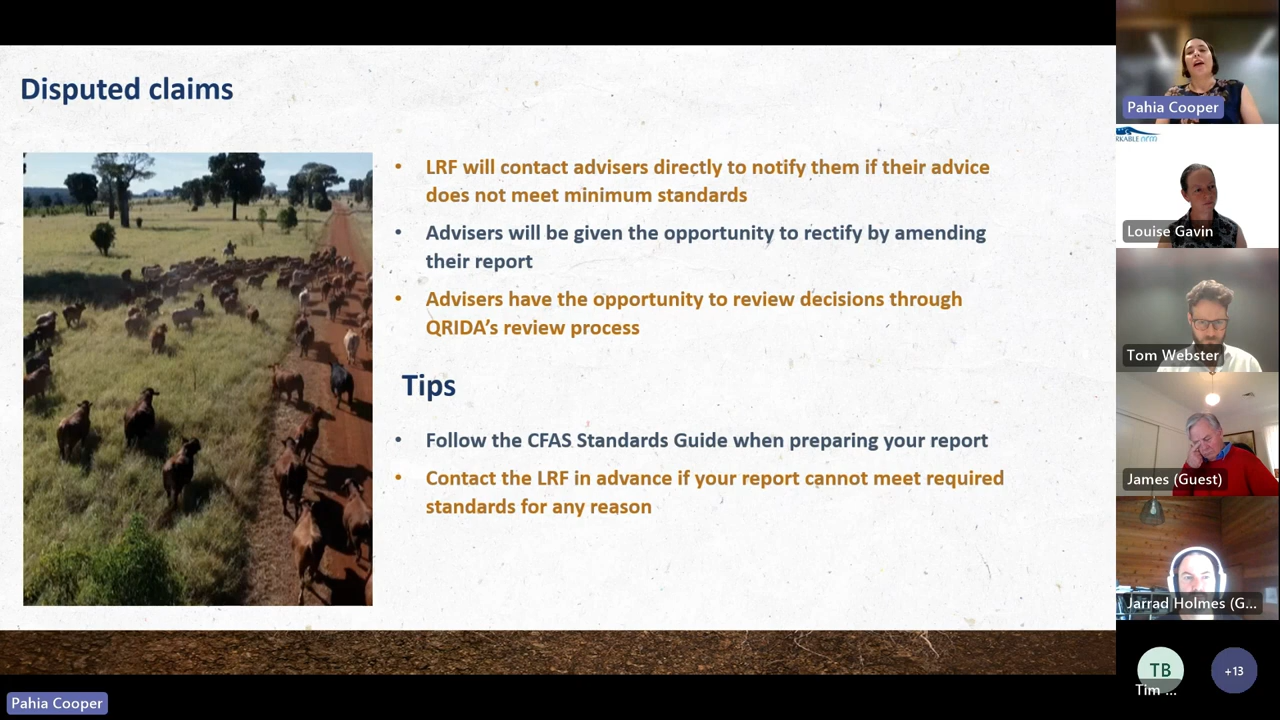 Disputed claims
• LRF will contact advisers directly to notify them if their advice
does not meet minimum standards
• Advisers will be given the opportunity to rectify by amending
their report
• Advisers have the opportunity to review decisions through
QRIDA’s review process
Tips
• Follow the CFAS Standards Guide when preparing your report
• Contact the LRF in advance if your report cannot meet required
standards for any reason
Pahia Cooper
Pahia Cooper
RKABLE NRM
Louise Gavin
Tom Webster
James (Guest)
Jarrad Holmes (G...
TB
Tim ...
+13